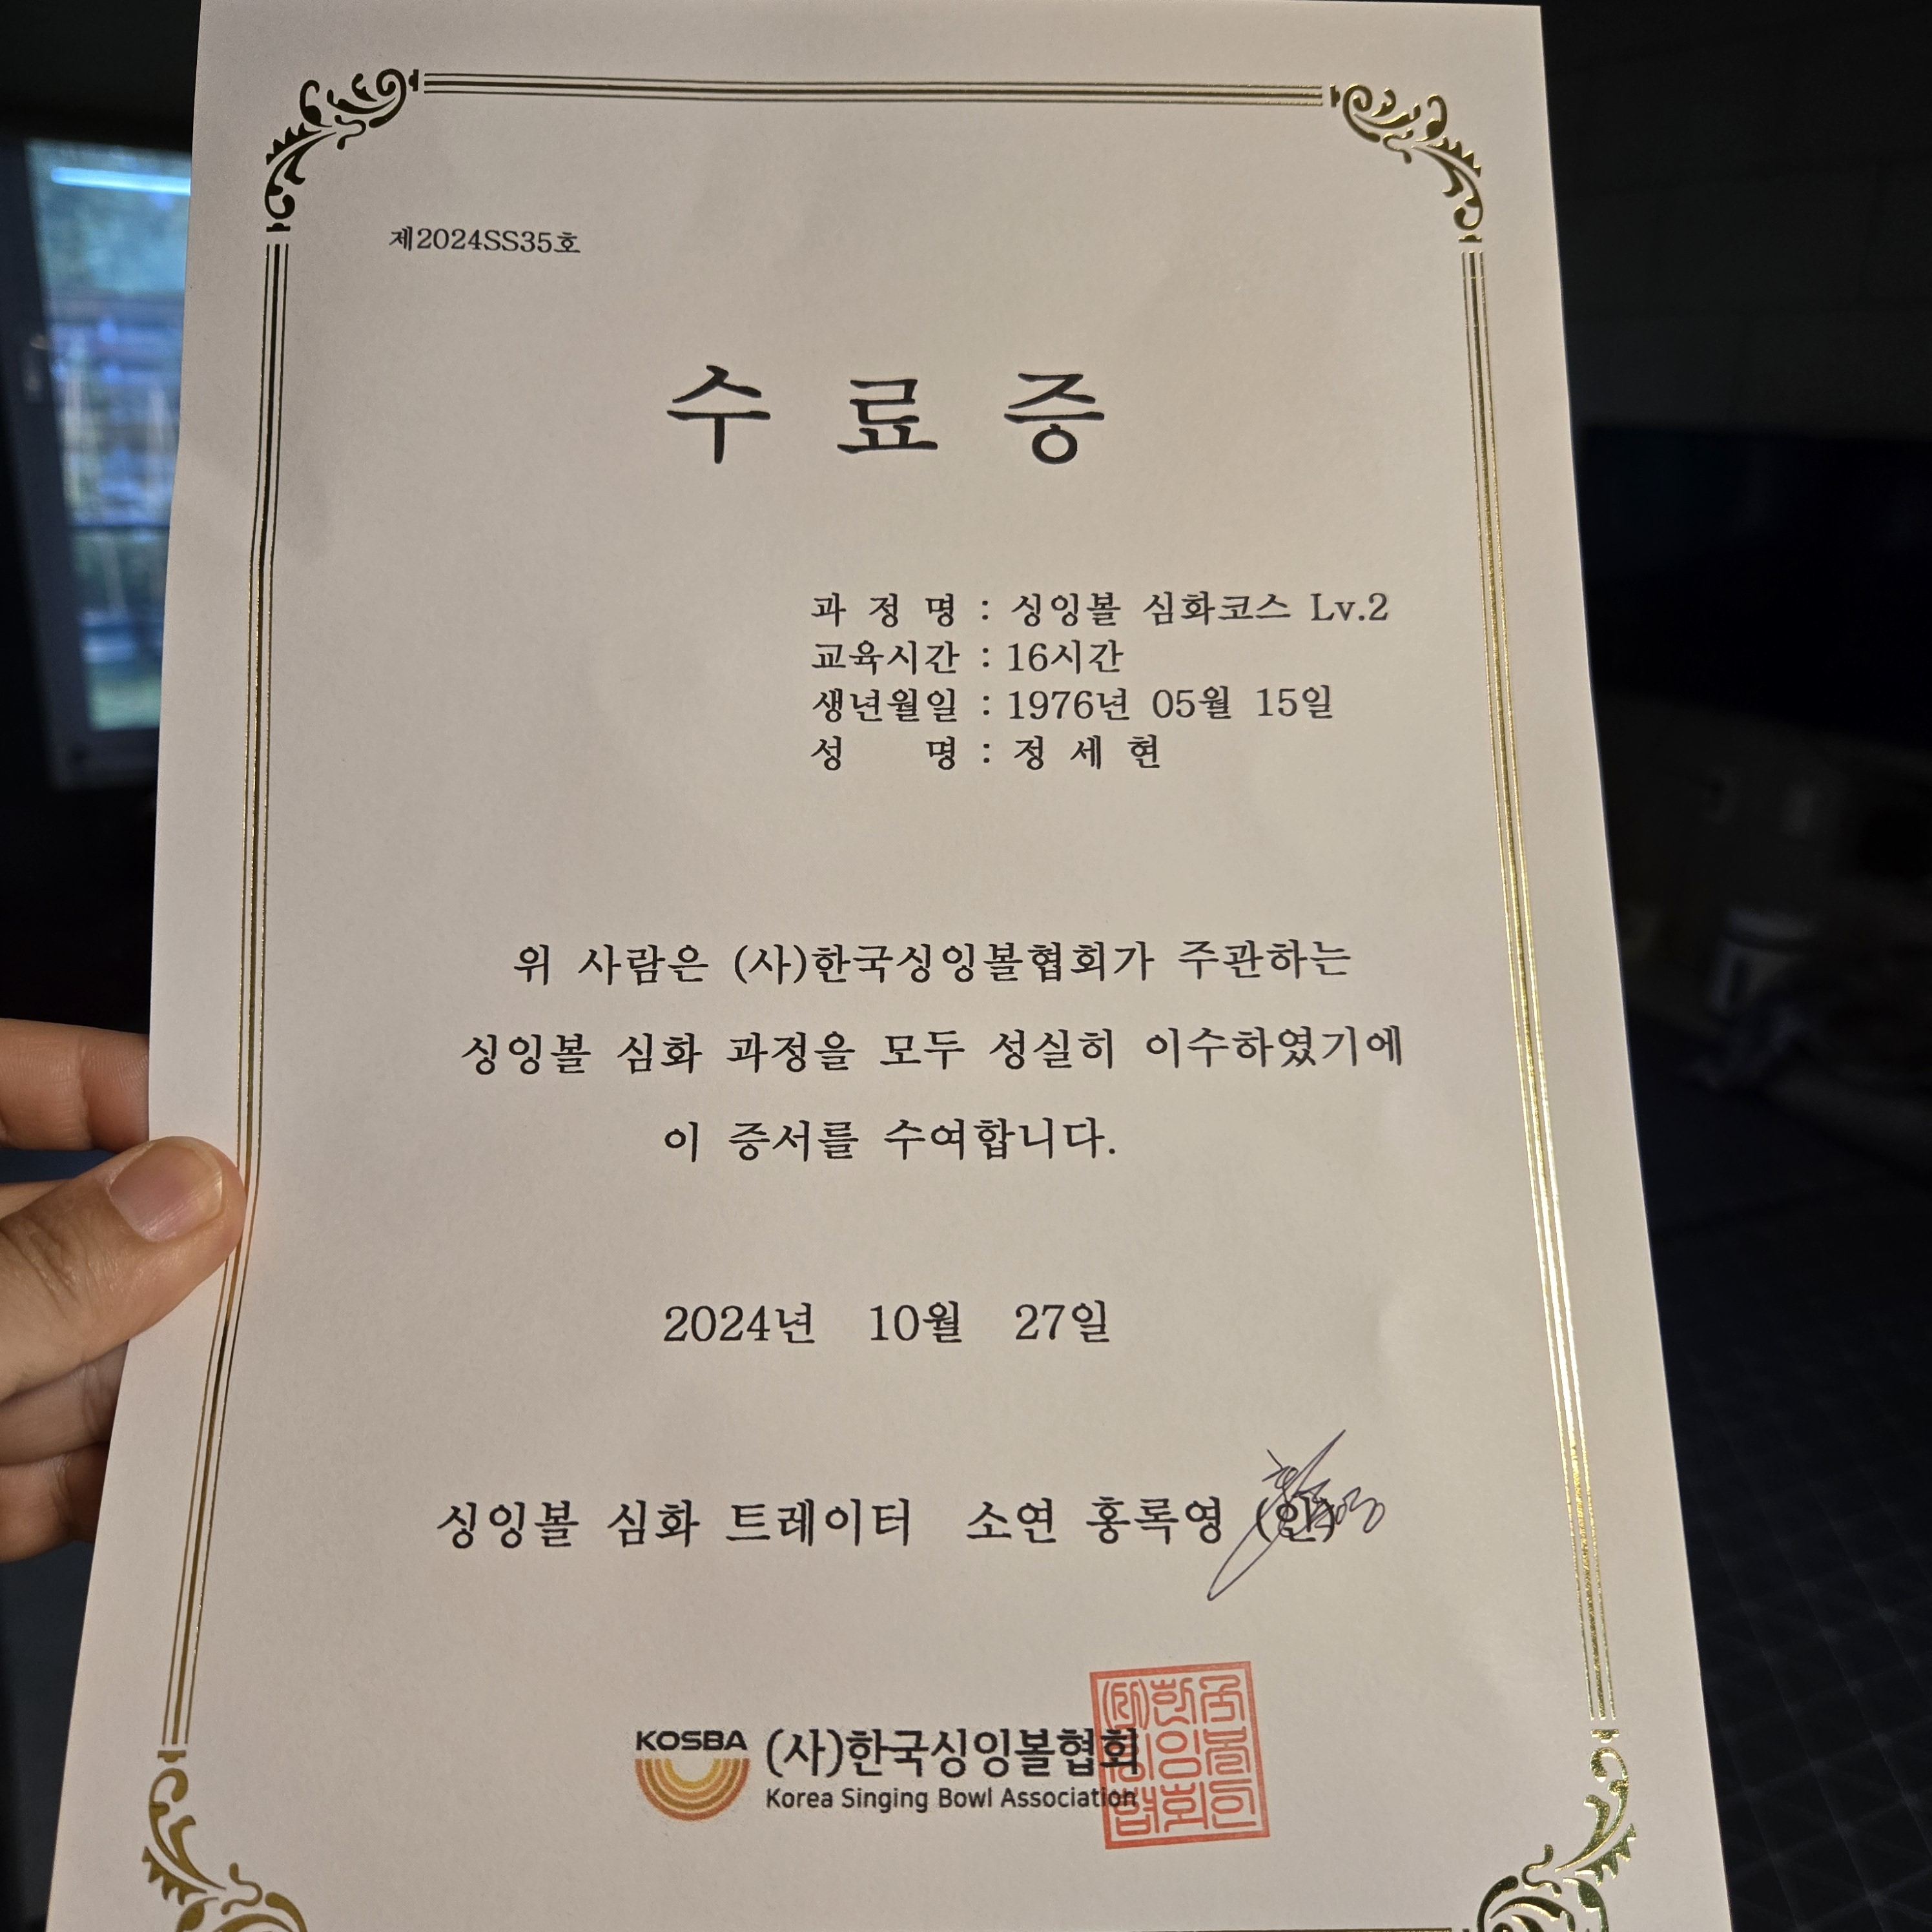 제2024SS35호
수 료 증
과 정 명 : 싱잉볼 심화코스 Lv.2
교육시간 : 16시간
생년월일 : 1976년 05월 15일
성 명 : 정 세 현
위 사람은 (사)한국싱잉볼협회가 주관하는
싱잉볼 심화 과정을 모두 성실히 이수하였기에
이 증서를 수여합니다.
2024년 10월 27일
싱잉볼 심화 트레이터 소연 홍록영 (인)
KOSBA (사)한국싱잉볼협회
Korea Singing Bowl Association